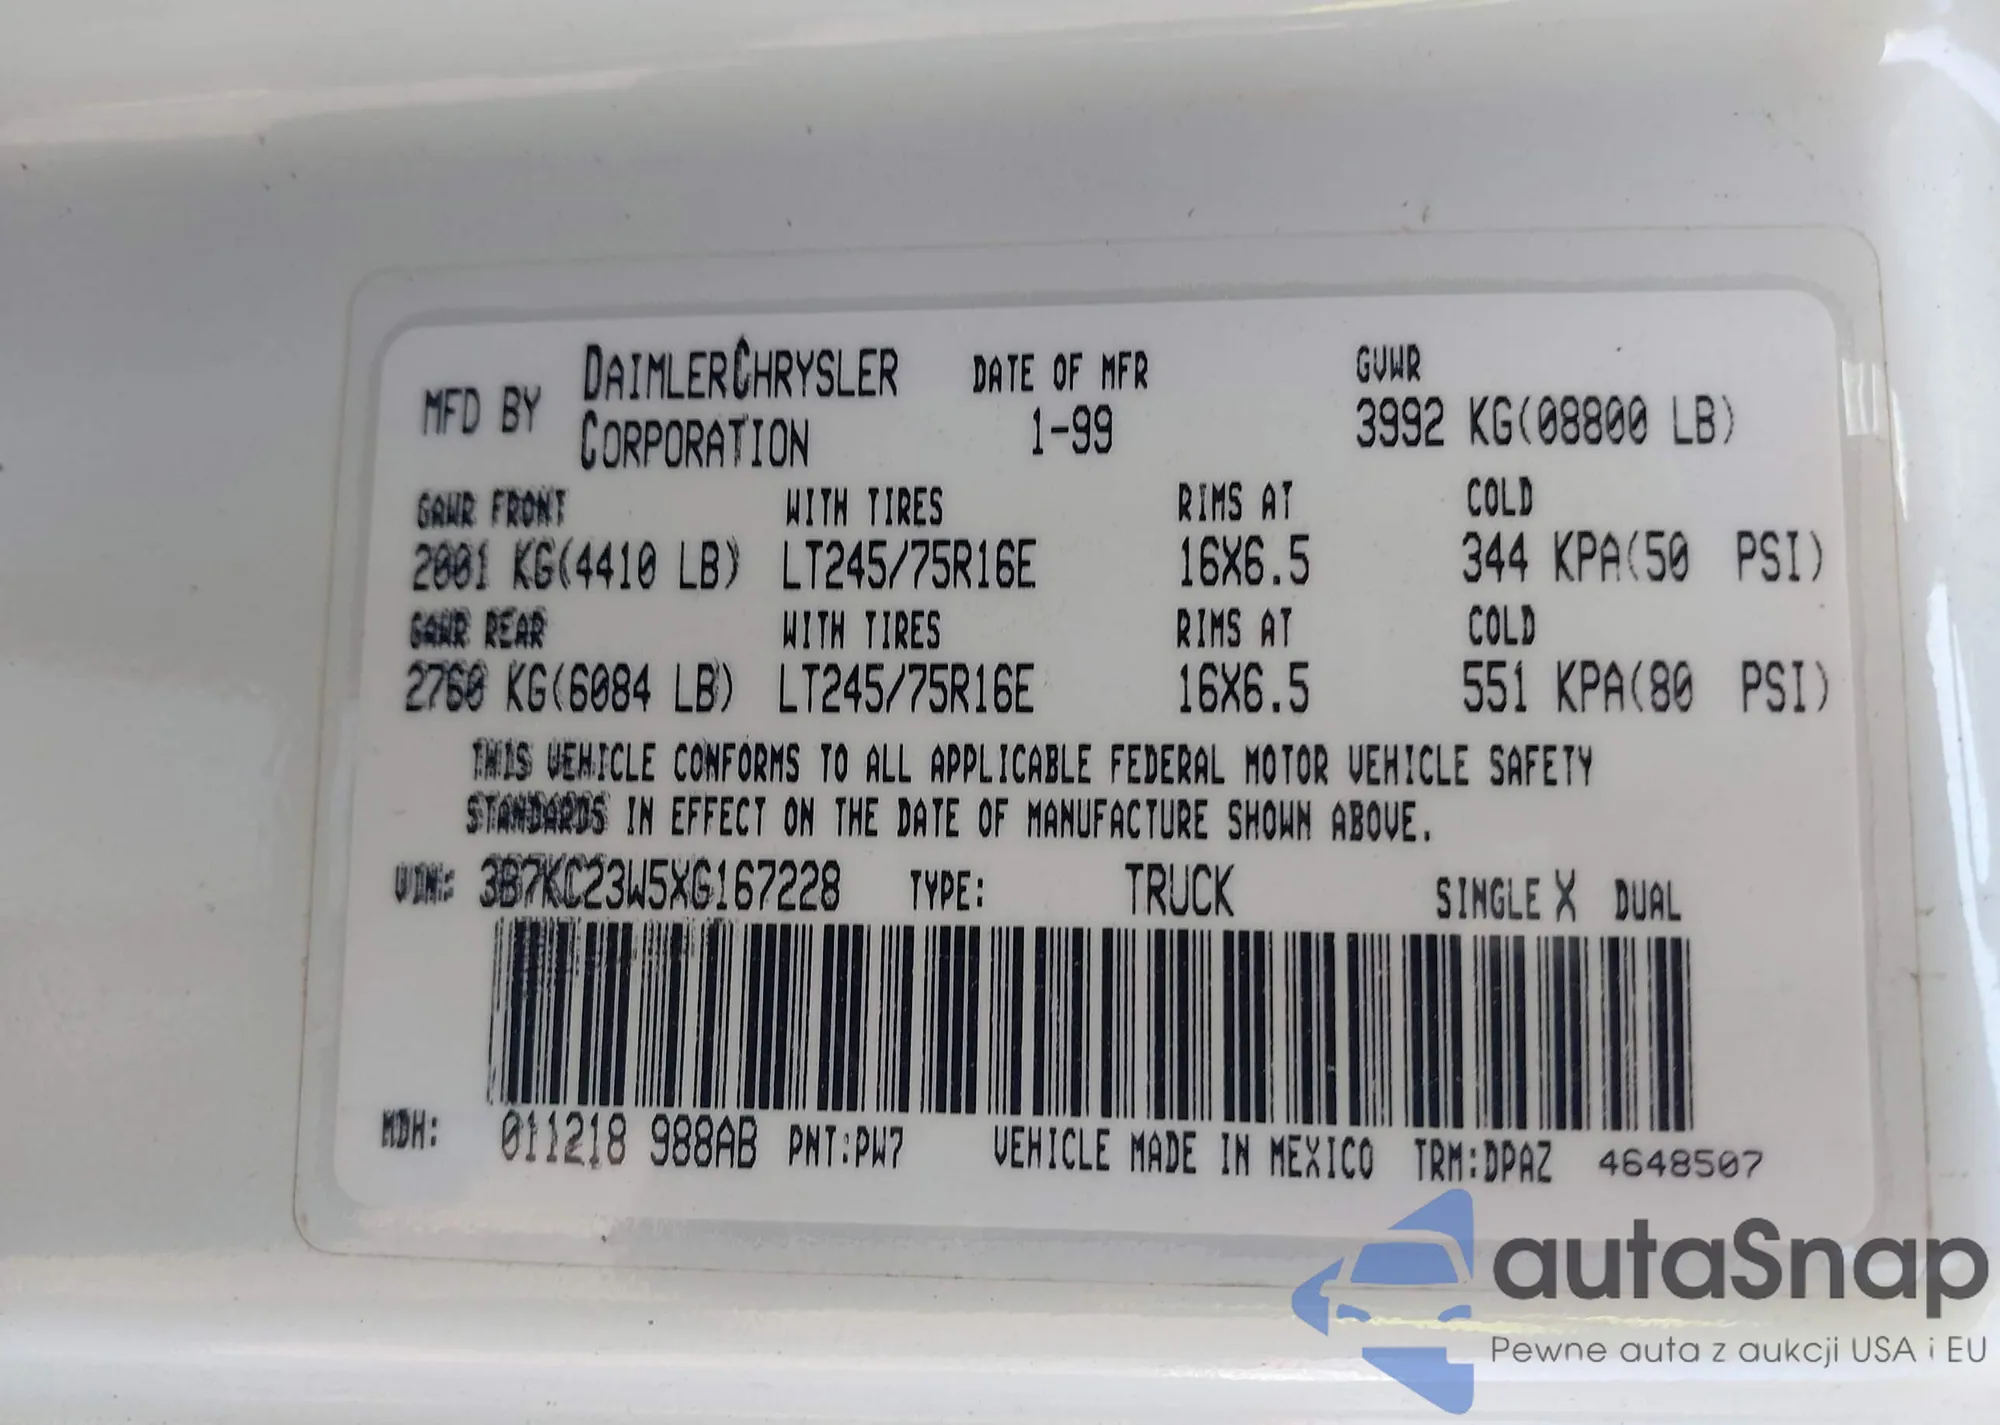 MFD BY DAIMLERCHRYSLER CORPORATION DATE OF MFR 1-99 GVWR 3992 KG(08800 LB)
GAWR FRONT WITH TIRES RIMS AT COLD
2001 KG(4410 LB) LT245/75R16E 16X6.5 344 KPA(50 PSI)
GAWR REAR WITH TIRES RIMS AT COLD
2760 KG(6084 LB) LT245/75R16E 16X6.5 551 KPA(80 PSI)
THIS VEHICLE CONFORMS TO ALL APPLICABLE FEDERAL MOTOR VEHICLE SAFETY
STANDARDS IN EFFECT ON THE DATE OF MANUFACTURE SHOWN ABOVE.
VIN: 3B7KC23W5XG167228 TYPE: TRUCK SINGLE X DUAL
MDH: 011218 988AB PNT:PW7 VEHICLE MADE IN MEXICO TRM:DPAZ 4648507
autaSnap
Pewne auta z aukcji USA i EU